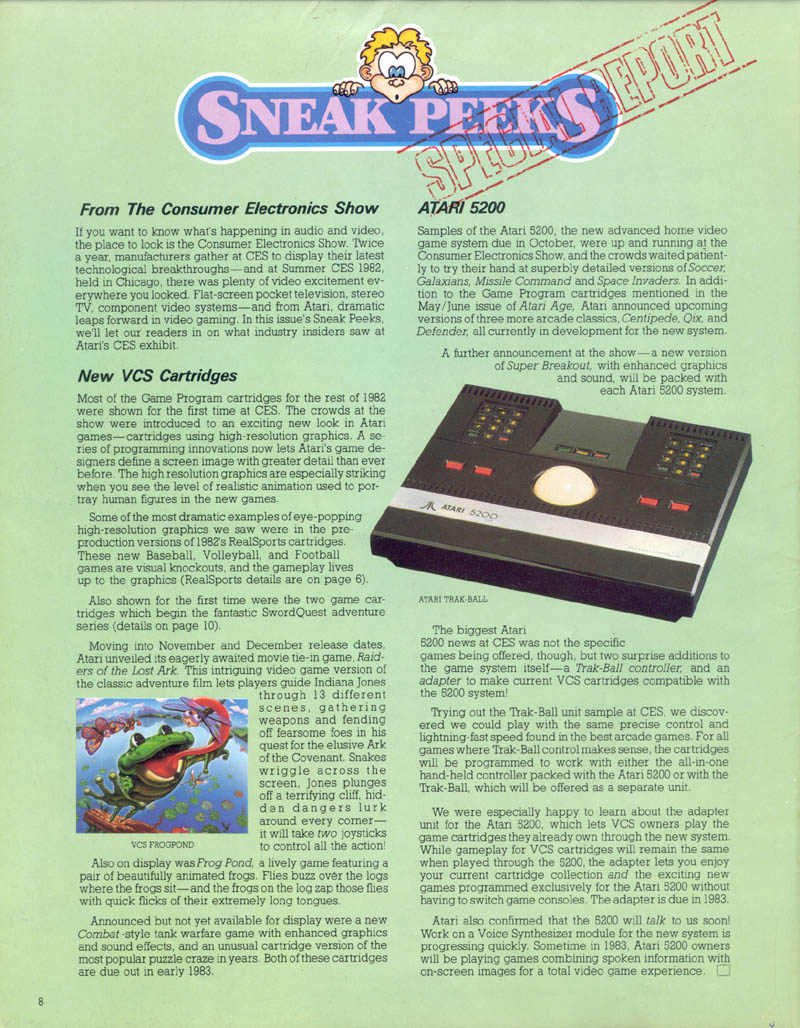 SNEAK PEEKS
SPECIAL REPORT
From The Consumer Electronics Show
If you want to know what's happening in audio and video,
the place to look is the Consumer Electronics Show. Twice
a year, manufacturers gather at CES to display their latest
technological breakthroughs—and at Summer CES 1982,
held in Chicago, there was plenty of video excitement ev-
erywhere you looked. Flat-screen pocket television, stereo
TV, component video systems—and from Atari, dramatic
leaps forward in video gaming. In this issue's Sneak Peeks,
we'll let our readers in on what industry insiders saw at
Atari's CES exhibit.
New VCS Cartridges
Most of the Game Program cartridges for the rest of 1982
were shown for the first time at CES. The crowds at the
show were introduced to an exciting new look in Atari
games—cartridges using high-resolution graphics. A se-
ries of programming innovations now lets Atari's game de-
signers define a screen image with greater detail than ever
before. The high resolution graphics are especially striking
when you see the level of realistic animation used to por-
tray human figures in the new games.
Some of the most dramatic examples of eye-popping
high-resolution graphics we saw were in the pre-
production versions of 1982's RealSports cartridges.
These new Baseball, Volleyball, and Football
games are visual knockouts, and the gameplay lives
up to the graphics (RealSports details are on page 6).
Also shown for the first time were the two game car-
tridges which begin the fantastic SwordQuest adventure
series (details on page 10).
Moving into November and December release dates,
Atari unveiled its eagerly awaited movie tie-in game, Raid-
ers of the Lost Ark. This intriguing video game version of
the classic adventure film lets players guide Indiana Jones
through 13 different
scenes, gathering
weapons and fending
off fearsome foes in his
quest for the elusive Ark
of the Covenant. Snakes
wriggle across the
screen, Jones plunges
off a terrifying cliff, hid-
den dangers lurk
around every corner—
it will take two joysticks
to control all the action!
VCS FROGPOND
Also on display was Frog Pond, a lively game featuring a
pair of beautifully animated frogs. Flies buzz over the logs
where the frogs sit—and the frogs on the log zap those flies
with quick flicks of their extremely long tongues.
Announced but not yet available for display were a new
Combat-style tank warfare game with enhanced graphics
and sound effects, and an unusual cartridge version of the
most popular puzzle craze in years. Both of these cartridges
are due out in early 1983.
ATARI 5200
Samples of the Atari 5200, the new advanced home video
game system due in October, were up and running at the
Consumer Electronics Show, and the crowds waited patient-
ly to try their hand at superbly detailed versions of Soccer,
Galaxians, Missile Command and Space Invaders. In addi-
tion to the Game Program cartridges mentioned in the
May/June issue of Atari Age, Atari announced upcoming
versions of three more arcade classics, Centipede, Qix, and
Defender, all currently in development for the new system.
A further announcement at the show—a new version
of Super Breakout, with enhanced graphics
and sound, will be packed with
each Atari 5200 system.
ATARI 5200
ATARI TRAK-BALL
The biggest Atari
5200 news at CES was not the specific
games being offered, though, but two surprise additions to
the game system itself—a Trak-Ball controller, and an
adapter to make current VCS cartridges compatible with
the 5200 system!
Trying out the Trak-Ball unit sample at CES, we discov-
ered we could play with the same precise control and
lightning-fast speed found in the best arcade games. For all
games where Trak-Ball control makes sense, the cartridges
will be programmed to work with either the all-in-one
hand-held controller packed with the Atari 5200 or with the
Trak-Ball, which will be offered as a separate unit.
We were especially happy to learn about the adapter
unit for the Atari 5200, which lets VCS owners play the
game cartridges they already own through the new system.
While gameplay for VCS cartridges will remain the same
when played through the 5200, the adapter lets you enjoy
your current cartridge collection and the exciting new
games programmed exclusively for the Atari 5200 without
having to switch game consoles. The adapter is due in 1983.
Atari also confirmed that the 5200 will talk to us soon!
Work on a Voice Synthesizer module for the new system is
progressing quickly. Sometime in 1983, Atari 5200 owners
will be playing games combining spoken information with
on-screen images for a total video game experience.
8